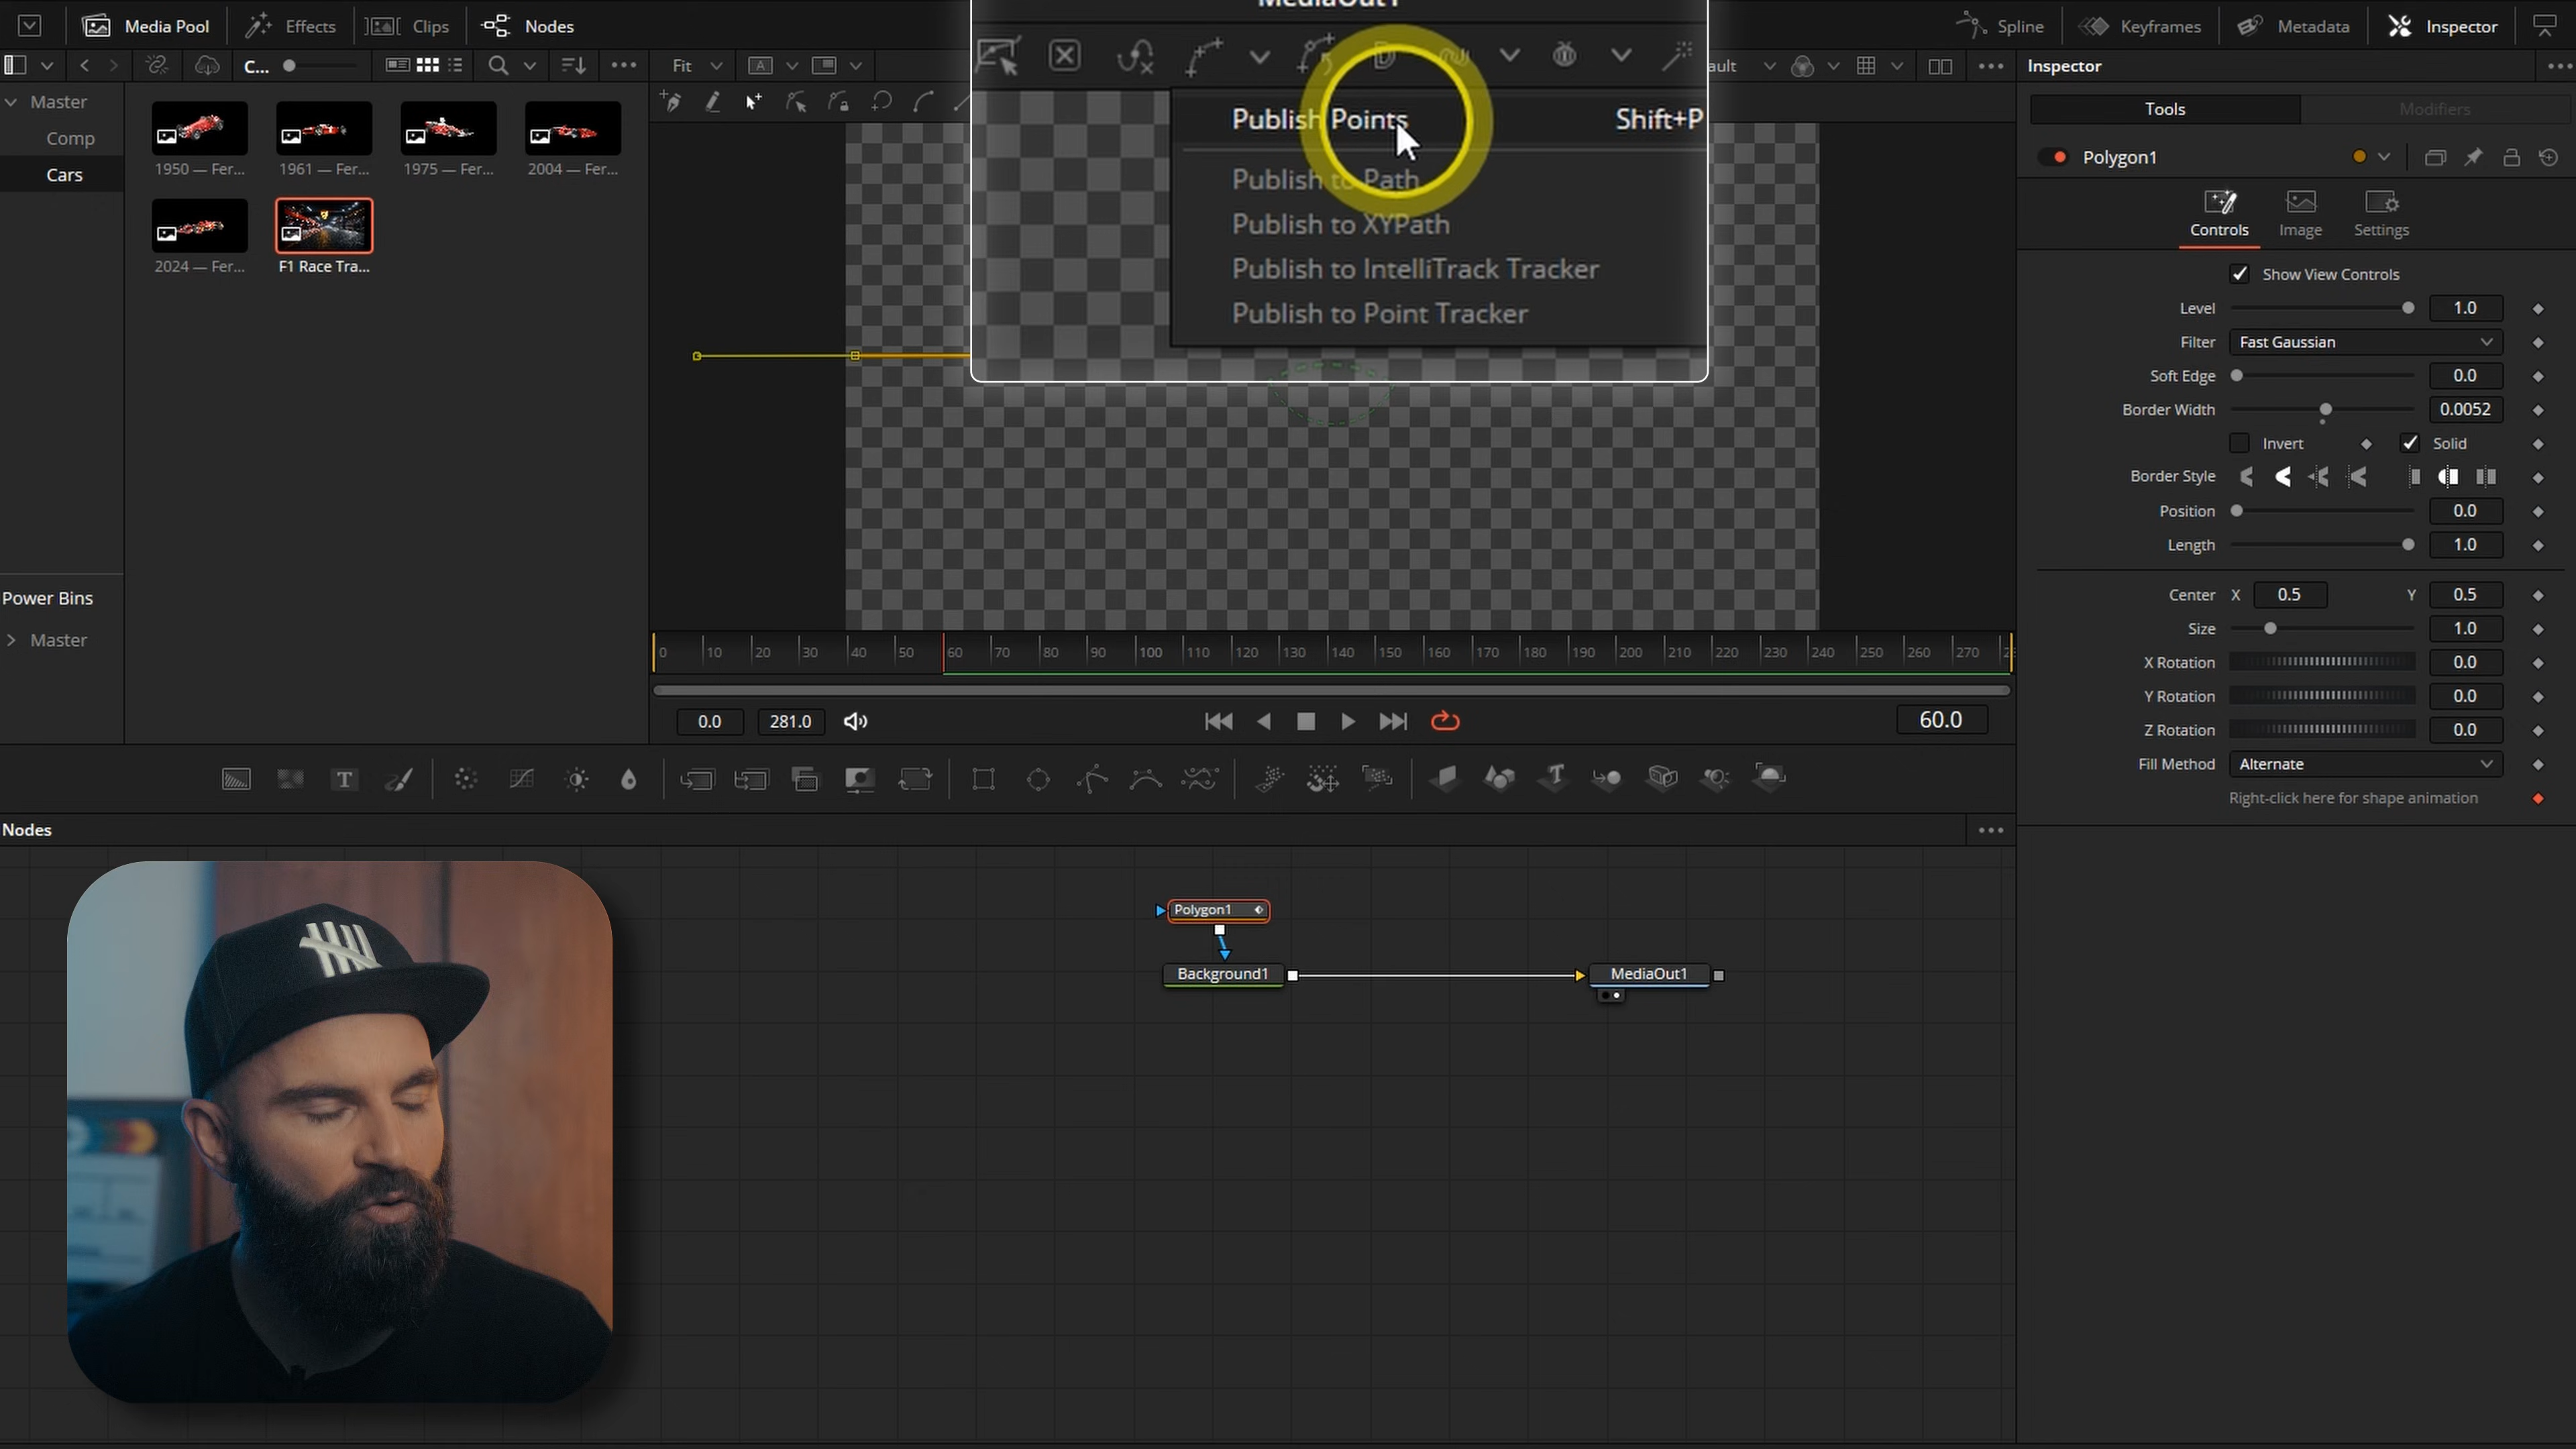 Media Pool
Effects
Clips
Nodes
MediaOut1
Spline
Keyframes
Metadata
Inspector
C...
Fit
A
ault
Inspector
Master
Comp
Cars
1950 — Fer...
1961 — Fer...
1975 — Fer...
2004 — Fer...
2024 — Fer...
F1 Race Tra...
Power Bins
Master
Publish Points
Shift+P
Publish to Path
Publish to XYPath
Publish to IntelliTrack Tracker
Publish to Point Tracker
Tools
Modifiers
Polygon1
Controls
Image
Settings
Show View Controls
Level 1.0
Filter Fast Gaussian
Soft Edge 0.0
Border Width 0.0052
Invert Solid
Border Style
Position 0.0
Length 1.0
Center X 0.5 Y 0.5
Size 1.0
X Rotation 0.0
Y Rotation 0.0
Z Rotation 0.0
Fill Method Alternate
Right-click here for shape animation
0 10 20 30 40 50 60 70 80 90 100 110 120 130 140 150 160 170 180 190 200 210 220 230 240 250 260 270
0.0
281.0
60.0
T
T
Nodes
Polygon1
Background1
MediaOut1